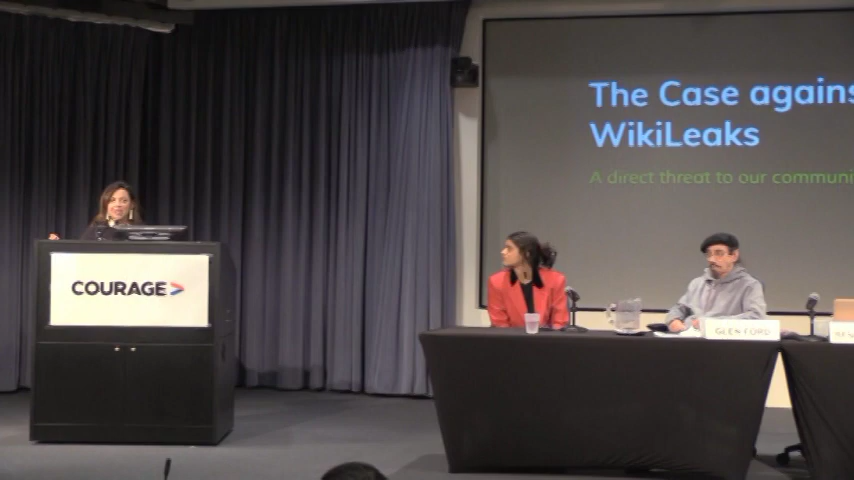 The Case agains
WikiLeaks
A direct threat to our communi
COURAGE
GLEN FORD